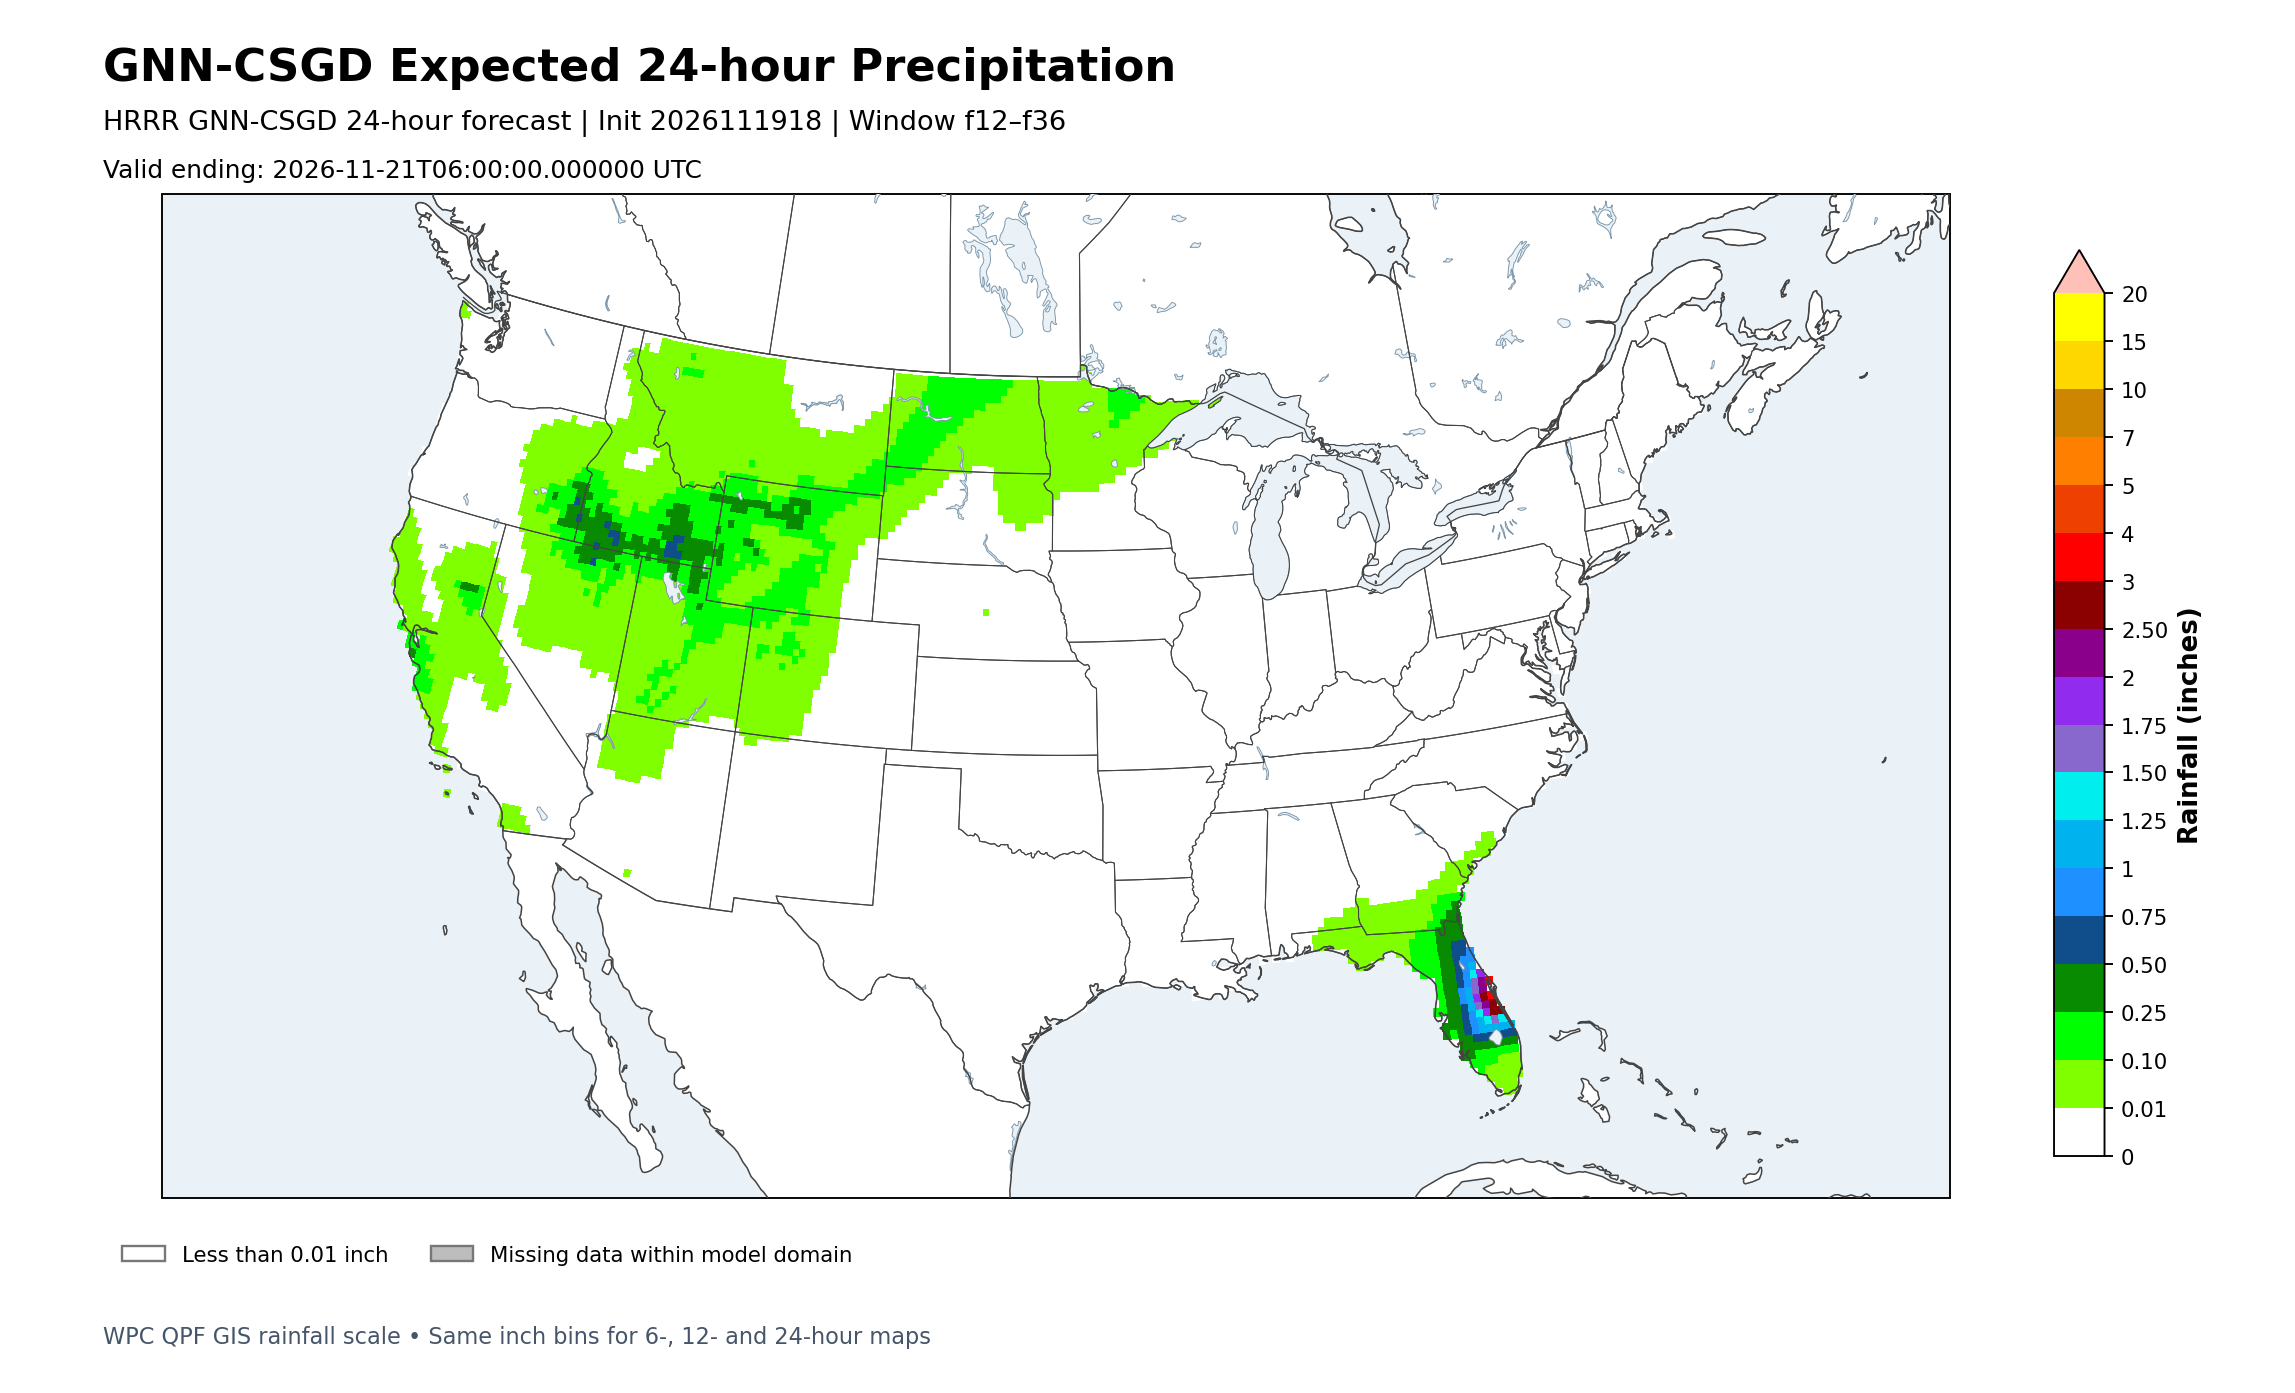 GNN-CSGD Expected 24-hour Precipitation
HRRR GNN-CSGD 24-hour forecast | Init 2026111918 | Window f12–f36
Valid ending: 2026-11-21T06:00:00.000000 UTC
20
15
10
7
5
4
3
2.50
2
1.75
1.50
1.25
1
0.75
0.50
0.25
0.10
0.01
0
Rainfall (inches)
Less than 0.01 inch
Missing data within model domain
WPC QPF GIS rainfall scale • Same inch bins for 6-, 12- and 24-hour maps